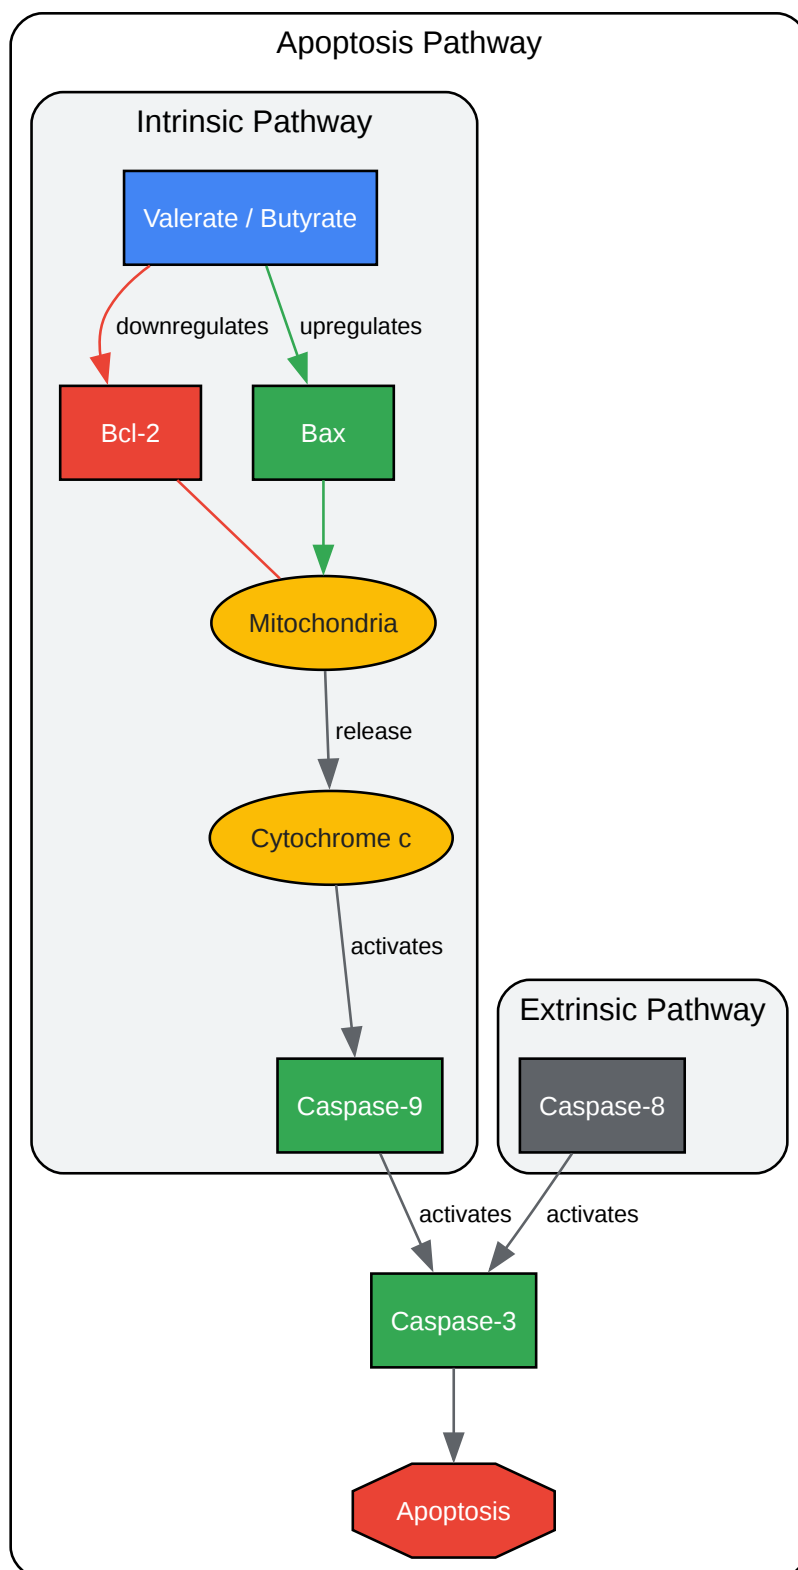 Apoptosis Pathway
Intrinsic Pathway
Valerate / Butyrate
downregulates
upregulates
Bcl-2
Bax
Mitochondria
release
Cytochrome c
activates
Extrinsic Pathway
Caspase-9
Caspase-8
activates
activates
Caspase-3
Apoptosis